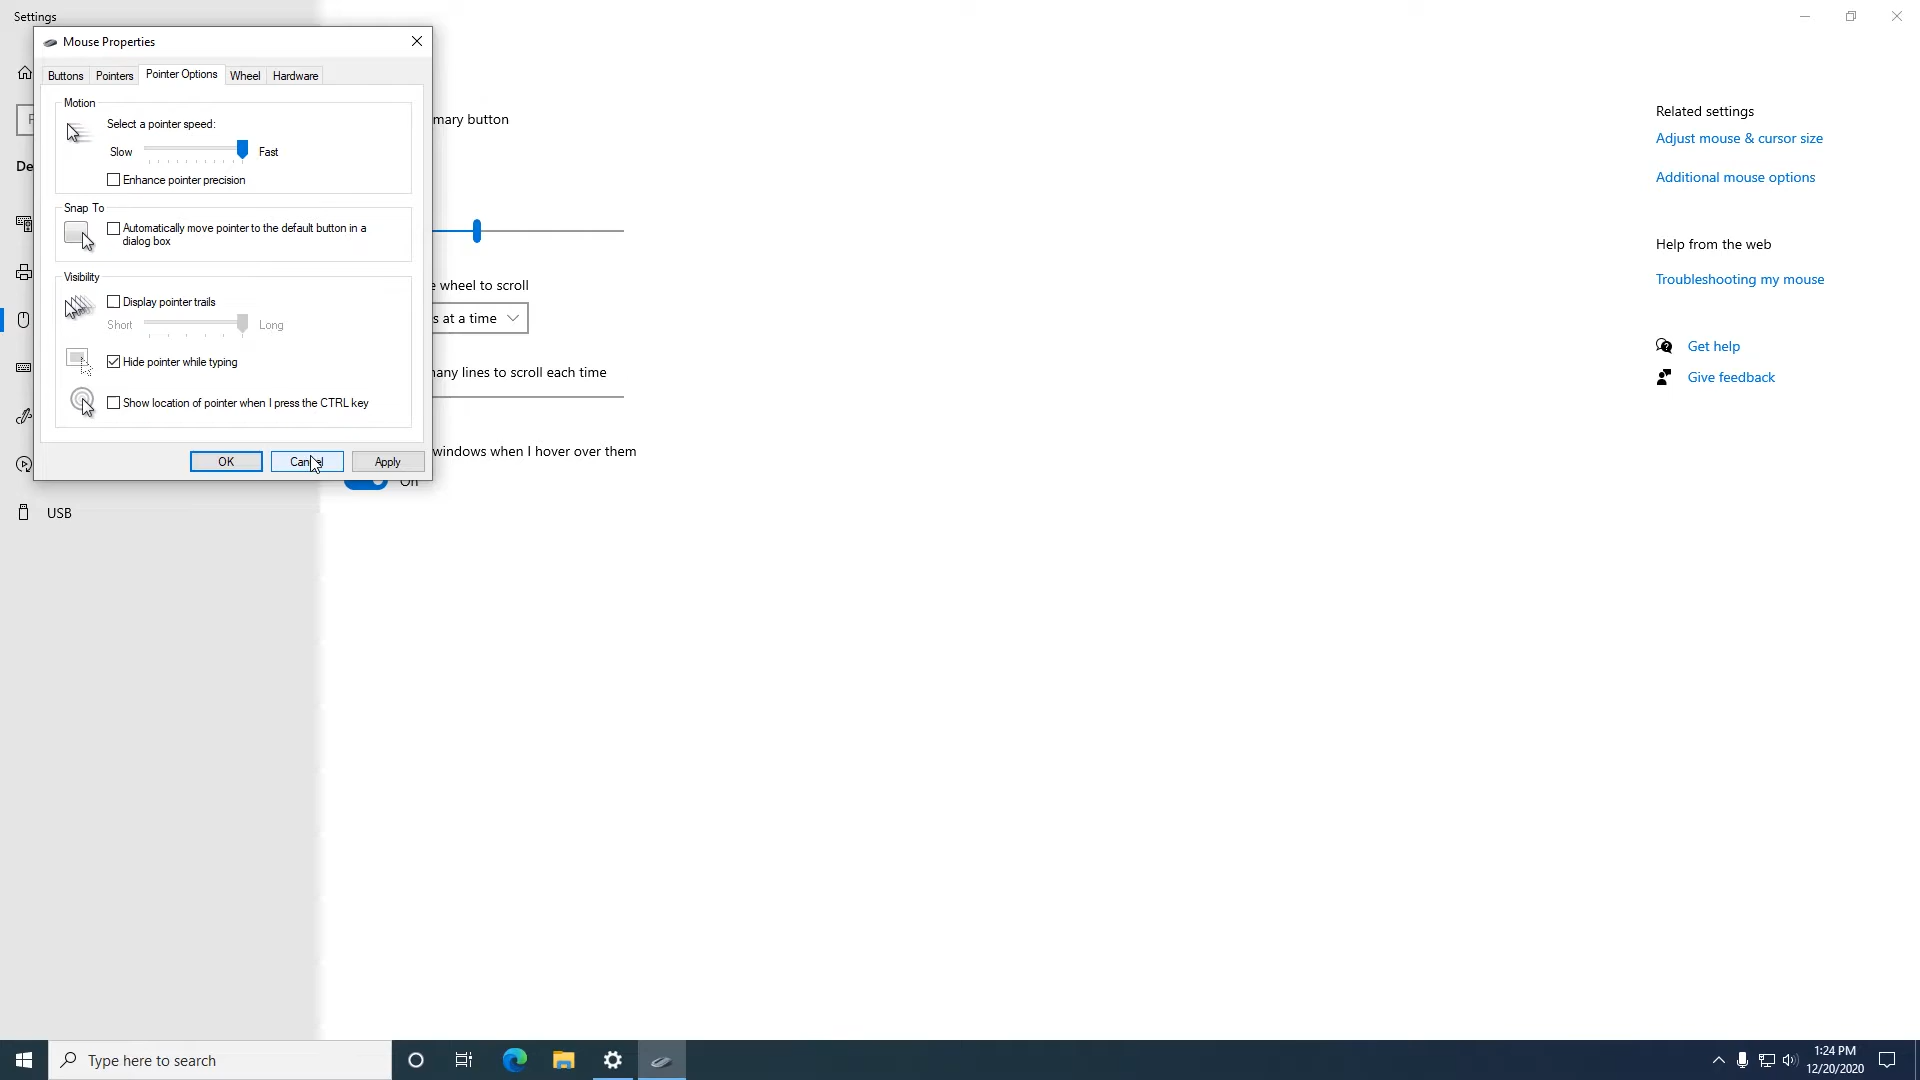 Settings
Mouse Properties
Buttons
Pointers
Pointer Options
Wheel
Hardware
Motion
Select a pointer speed:
Slow
Fast
Enhance pointer precision
Snap To
Automatically move pointer to the default button in a
dialog box
Visibility
Display pointer trails
Short
Long
Hide pointer while typing
Show location of pointer when I press the CTRL key
OK
Apply
De
USB
mary button
e wheel to scroll
s at a time
any lines to scroll each time
windows when I hover over them
On
Related settings
Adjust mouse & cursor size
Additional mouse options
Help from the web
Troubleshooting my mouse
Get help
Give feedback
Type here to search
1:24 PM
12/20/2020